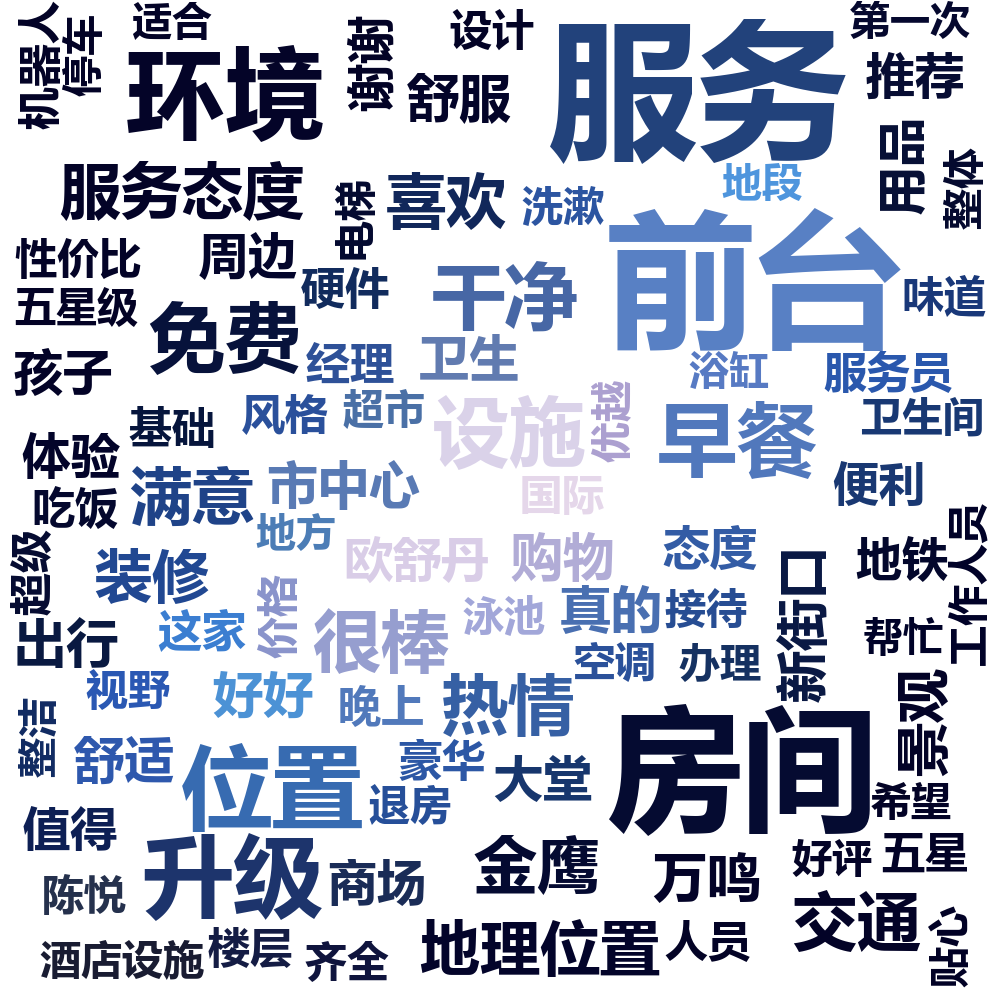 机器人
停车
适合
谢谢
设计
服务
第一次
环境
舒服
推荐
服务态度
喜欢
电梯
洗漱
地段
用品
整体
性价比
周边
硬件
干净
前台
味道
五星级
免费
孩子
经理
卫生
浴缸
服务员
基础
风格
超市
设施
优越
早餐
卫生间
体验
满意
市中心
国际
便利
吃饭
地方
超级
装修
欧舒丹
购物
态度
新街口
地铁
工作人员
出行
这家
价格
很棒
泳池
真的
接待
帮忙
视野
好好
晚上
热情
空调
办理
景观
整洁
舒适
位置
豪华
大堂
房间
希望
值得
退房
升级
商场
金鹰
万鸣
好评
五星
陈悦
交通
酒店设施
楼层
齐全
地理位置
人员
贴心